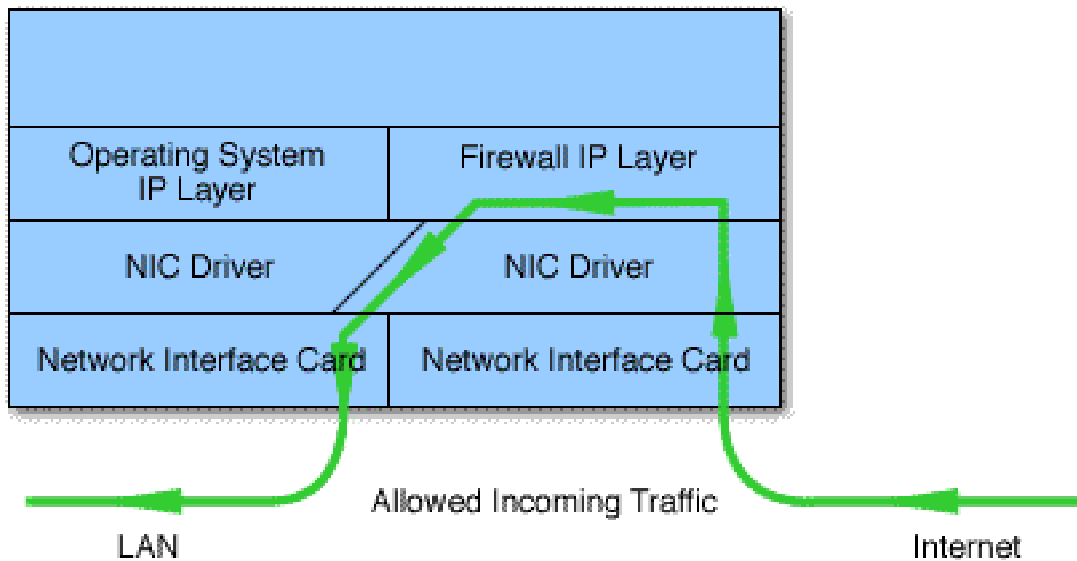 Operating System
IP Layer
Firewall IP Layer
NIC Driver
NIC Driver
Network Interface Card
Network Interface Card
Allowed Incoming Traffic
LAN
Internet